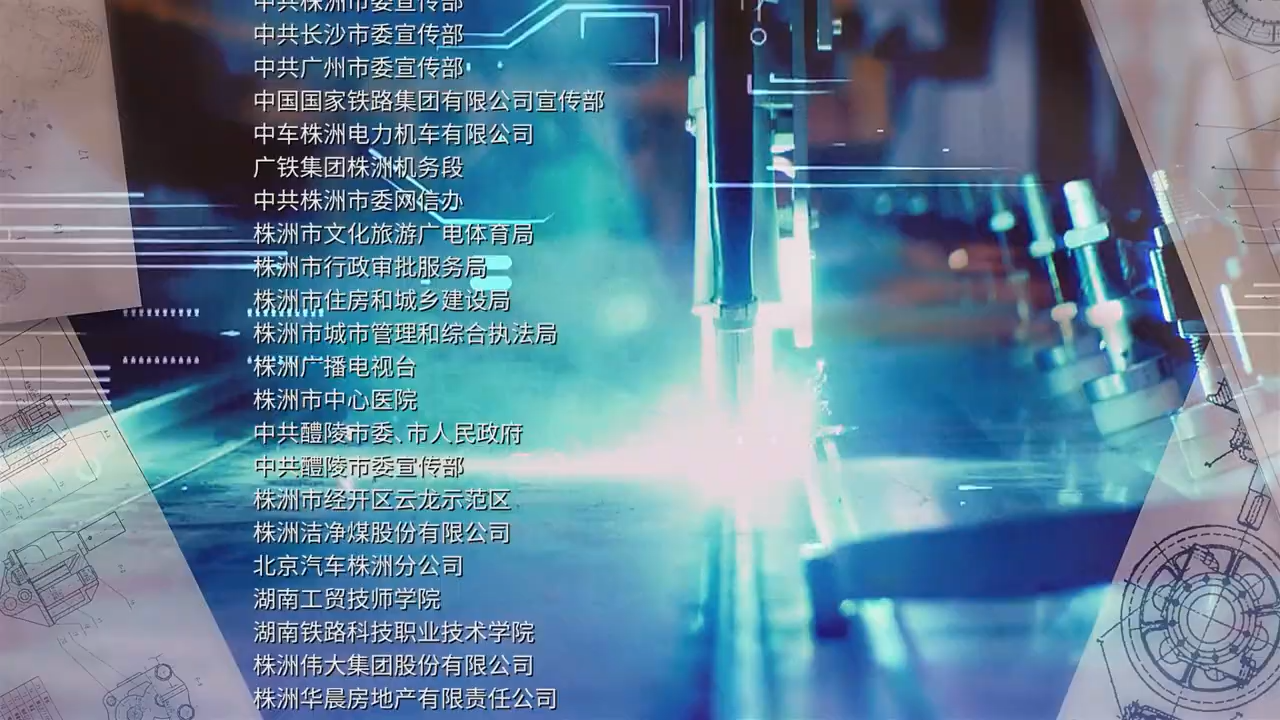 中共株洲市委宣传部
中共长沙市委宣传部
中共广州市委宣传部
中国国家铁路集团有限公司宣传部
中车株洲电力机车有限公司
广铁集团株洲机务段
中共株洲市委网信办
株洲市文化旅游广电体育局
株洲市行政审批服务局
株洲市住房和城乡建设局
株洲市城市管理和综合执法局
株洲广播电视台
株洲市中心医院
中共醴陵市委、市人民政府
中共醴陵市委宣传部
株洲市经开区云龙示范区
株洲洁净煤股份有限公司
北京汽车株洲分公司
湖南工贸技师学院
湖南铁路科技职业技术学院
株洲伟大集团股份有限公司
株洲华晨房地产有限责任公司